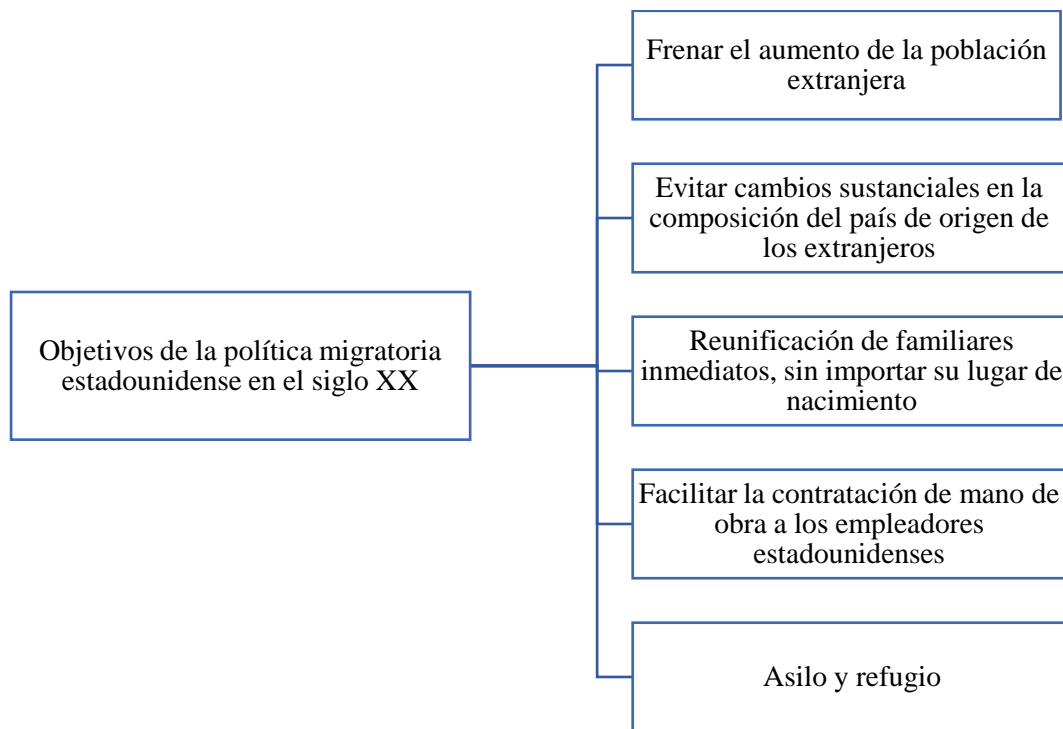 Frenar el aumento de la población
extranjera
Evitar cambios sustanciales en la
composición del país de origen de
los extranjeros
Objetivos de la política migratoria
estadounidense en el siglo XX
Reunificación de familiares
inmediatos, sin importar su lugar de
nacimiento
Facilitar la contratación de mano de
obra a los empleadores
estadounidenses
Asilo y refugio